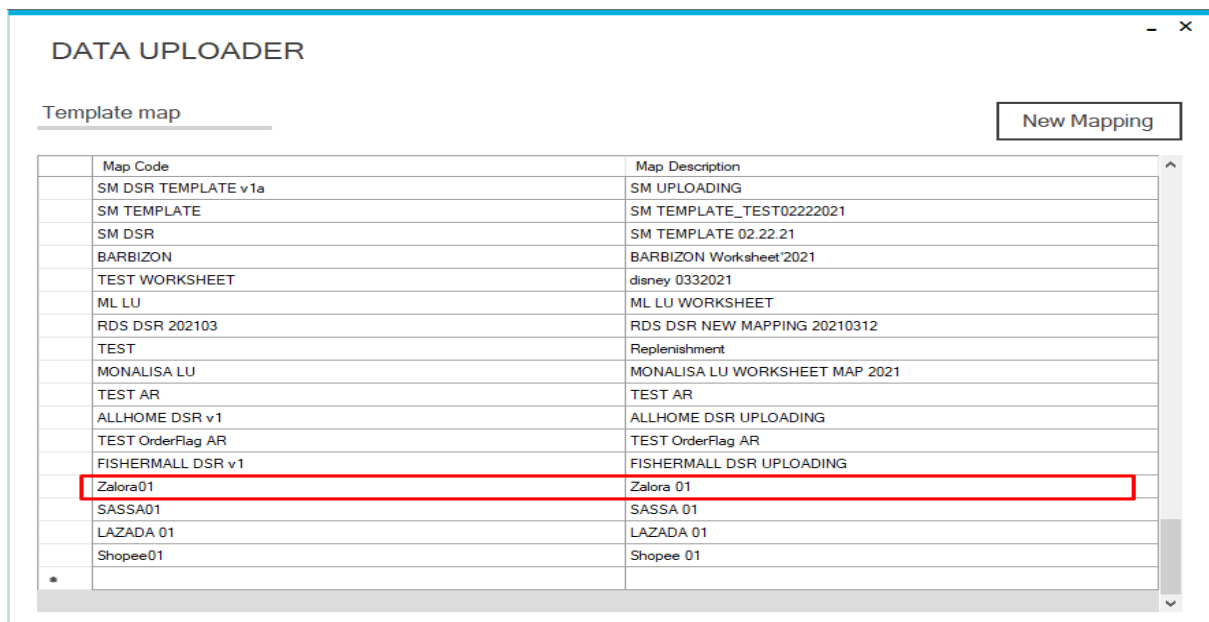 DATA UPLOADER
Template map
New Mapping
Map Code Map Description
SM DSR TEMPLATE v1a SM UPLOADING
SM TEMPLATE SM TEMPLATE_TEST02222021
SM DSR SM TEMPLATE 02.22.21
BARBIZON BARBIZON Worksheet'2021
TEST WORKSHEET disney 0332021
ML LU ML LU WORKSHEET
RDS DSR 202103 RDS DSR NEW MAPPING 20210312
TEST Replenishment
MONALISA LU MONALISA LU WORKSHEET MAP 2021
TEST AR TEST AR
ALLHOME DSR v1 ALLHOME DSR UPLOADING
TEST OrderFlag AR TEST OrderFlag AR
FISHERMALL DSR v1 FISHERMALL DSR UPLOADING
Zalora01 Zalora 01
SASSA01 SASSA 01
LAZADA 01 LAZADA 01
Shopee01 Shopee 01